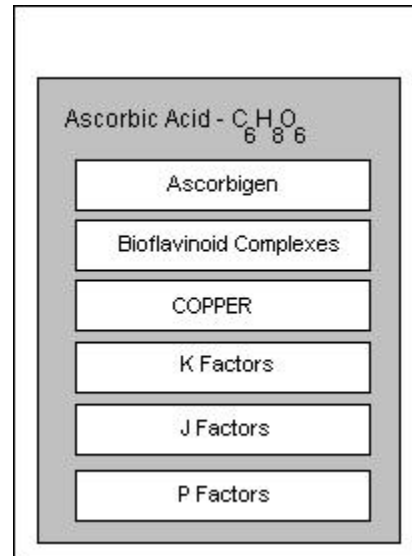 Ascorbic Acid - C6H8O6
Ascorbigen
Bioflavinoid Complexes
COPPER
K Factors
J Factors
P Factors